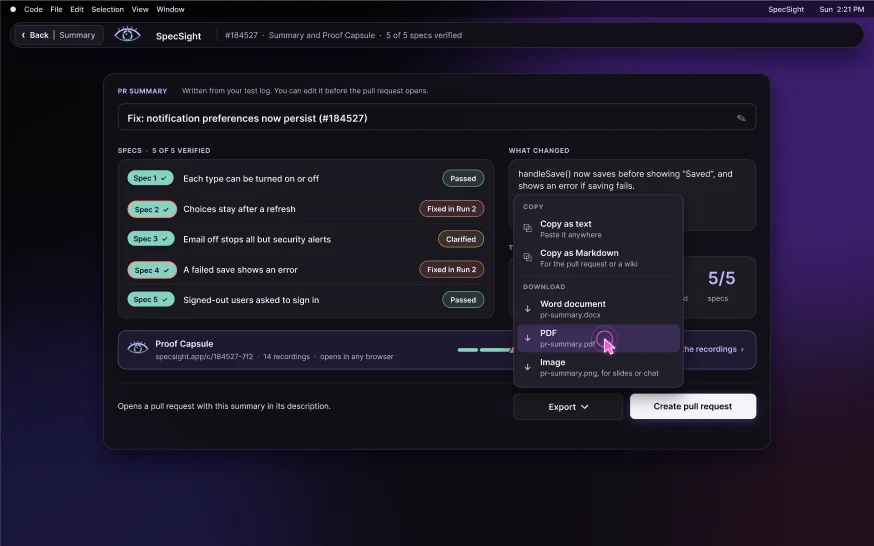 Code File Edit Selection View Window
SpecSight Sun 2:21 PM
‹ Back | Summary
SpecSight
#184527 · Summary and Proof Capsule · 5 of 5 specs verified
PR SUMMARY
Written from your test log. You can edit it before the pull request opens.
Fix: notification preferences now persist (#184527)
SPECS · 5 OF 5 VERIFIED
Spec 1 ✓ Each type can be turned on or off Passed
Spec 2 ✓ Choices stay after a refresh Fixed in Run 2
Spec 3 ✓ Email off stops all but security alerts Clarified
Spec 4 ✓ A failed save shows an error Fixed in Run 2
Spec 5 ✓ Signed-out users asked to sign in Passed
WHAT CHANGED
handleSave() now saves before showing “Saved”, and
shows an error if saving fails.
5/5
specs
COPY
Copy as text
Paste it anywhere
Copy as Markdown
For the pull request or a wiki
DOWNLOAD
Word document
pr-summary.docx
PDF
pr-summary.pdf
Image
pr-summary.png, for slides or chat
Proof Capsule
specsight.app/c/184527-7f2 · 14 recordings · opens in any browser
the recordings ›
Opens a pull request with this summary in its description.
Export
Create pull request